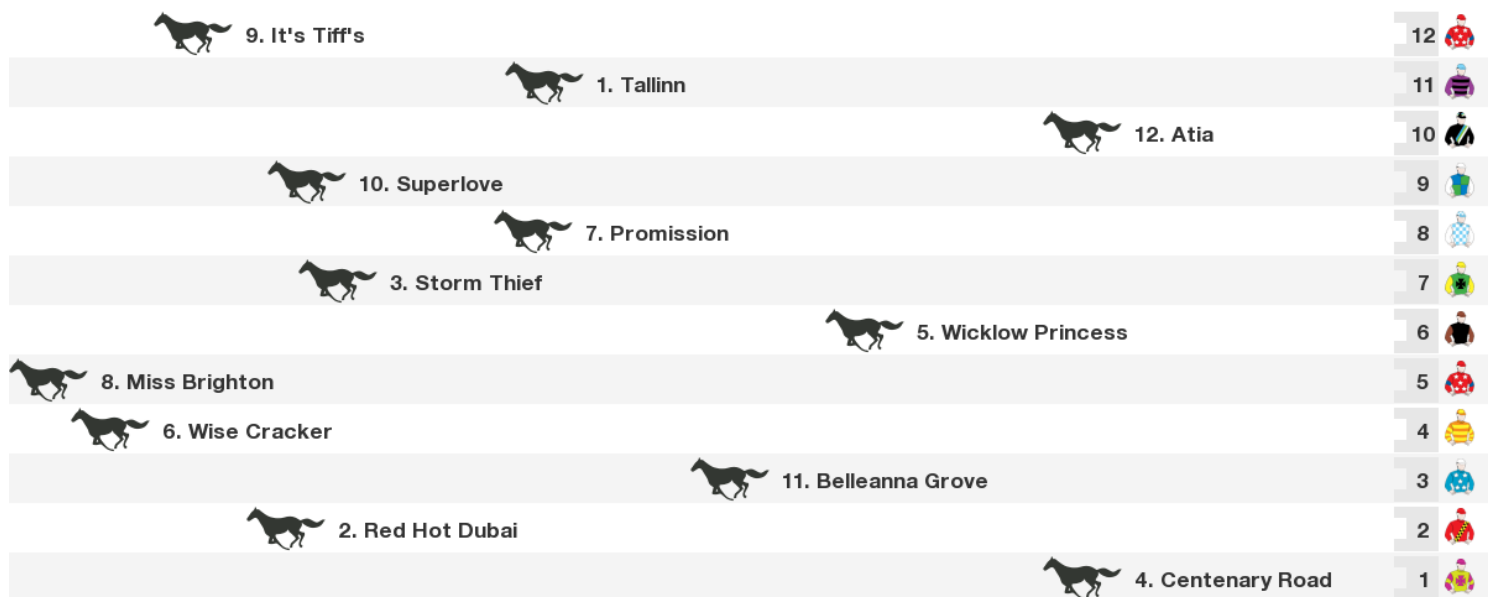 9. It's Tiff's 12
1. Tallinn 11
12. Atia 10
10. Superlove 9
7. Promission 8
3. Storm Thief 7
5. Wicklow Princess 6
8. Miss Brighton 5
6. Wise Cracker 4
11. Belleanna Grove 3
2. Red Hot Dubai 2
4. Centenary Road 1